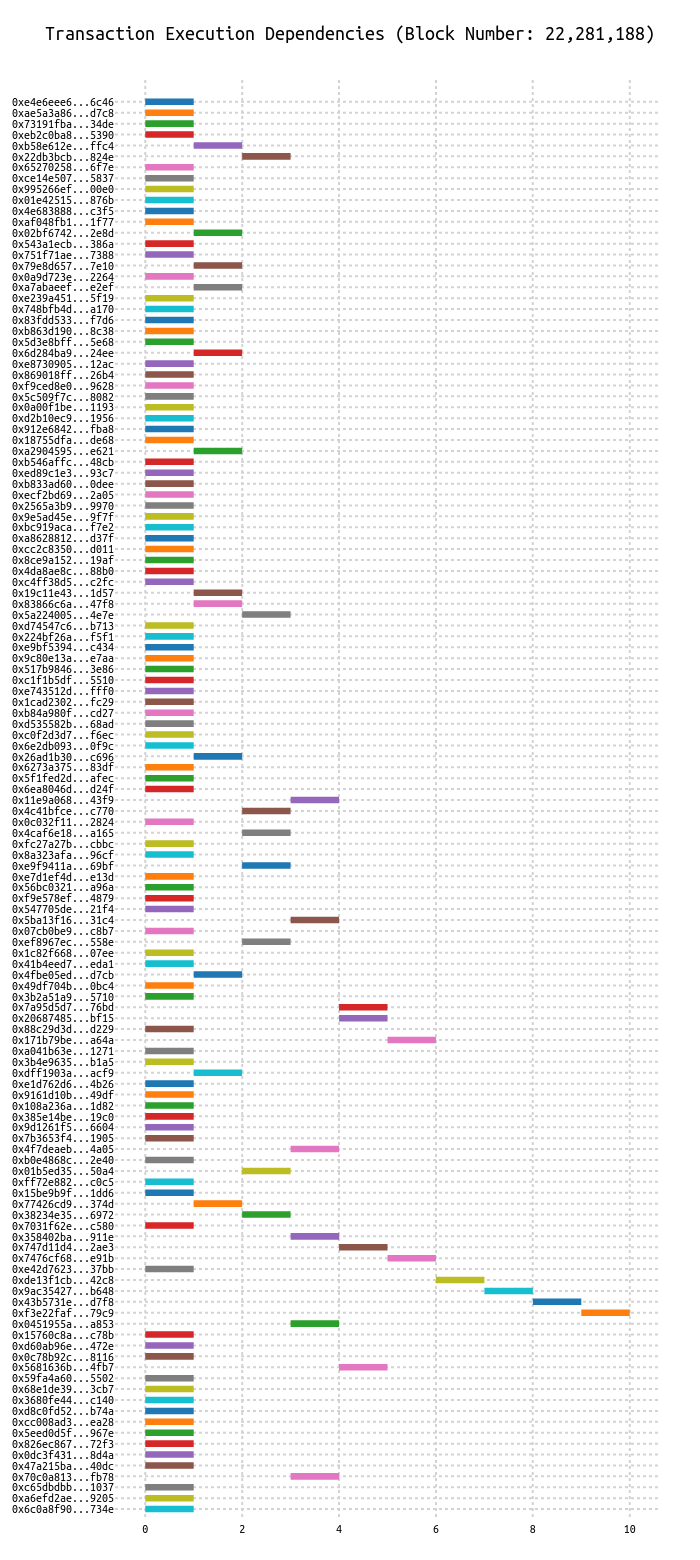 Transaction Execution Dependencies (Block Number: 22,281,188)
0xe4e6eee6...6c46
0xae5a3a86...d7c8
0x73191fba...34de
0xeb2c0ba8...5390
0xb58e612e...ffc4
0x22db3bcb...824e
0x65270258...6f7e
0xce14e507...5837
0x995266ef...00e0
0x01e42515...876b
0x4e683888...c3f5
0xaf048fb1...1f77
0x02bf6742...2e8d
0x543a1ecb...386a
0x751f71ae...7388
0x79e8d657...7e10
0x0a9d723e...2264
0xa7abaeef...e2ef
0xe239a451...5f19
0x748bfb4d...a170
0x83fdd533...f7d6
0xb863d190...8c38
0x5d3e8bff...5e68
0x6d284ba9...24ee
0xe8730905...12ac
0x869018ff...26b4
0xf9ced8e0...9628
0x5c509f7c...8082
0x0a00f1be...1193
0xd2b10ec9...1956
0x912e6842...fba8
0x18755dfa...de68
0xa2904595...e621
0xb546affc...48cb
0xed89c1e3...93c7
0xb833ad60...0dee
0xecf2bd69...2a05
0x2565a3b9...9970
0x9e5ad45e...9f7f
0xbc919aca...f7e2
0xa8628812...d37f
0xcc2c8350...d011
0x8ce9a152...19af
0x4da8ae8c...88b0
0xc4ff38d5...c2fc
0x19c11e43...1d57
0x83866c6a...47f8
0x5a224005...4e7e
0xd74547c6...b713
0x224bf26a...f5f1
0xe9bf5394...c434
0x9c80e13a...e7aa
0x517b9846...3e86
0xc1f1b5df...5510
0xe743512d...fff0
0x1cad2302...fc29
0xb84a980f...cd27
0xd535582b...68ad
0xc0f2d3d7...f6ec
0x6e2db093...0f9c
0x26ad1b30...c696
0x6273a375...83df
0x5f1fed2d...afec
0x6ea8046d...d24f
0x11e9a068...43f9
0x4c41bfce...c770
0x0c032f11...2824
0x4caf6e18...a165
0xfc27a27b...cbbc
0x8a323afa...96cf
0xe9f9411a...69bf
0xe7d1ef4d...e13d
0x56bc0321...a96a
0xf9e578ef...4879
0x547705de...21f4
0x5ba13f16...31c4
0x07cb0be9...c8b7
0xef8967ec...558e
0x1c82f668...07ee
0x41b4eed7...eda1
0x4fbe05ed...d7cb
0x49df704b...0bc4
0x3b2a51a9...5710
0x7a95d5d7...76bd
0x20687485...bf15
0x88c29d3d...d229
0x171b79be...a64a
0xa041b63e...1271
0x3b4e9635...b1a5
0xdff1903a...acf9
0xe1d762d6...4b26
0x9161d10b...49df
0x108a236a...1d82
0x385e14be...19c0
0x9d1261f5...6604
0x7b3653f4...1905
0x4f7deaeb...4a05
0xb0e4868c...2e40
0x01b5ed35...50a4
0xff72e882...c0c5
0x15be9b9f...1dd6
0x77426cd9...374d
0x38234e35...6972
0x7031f62e...c580
0x358402ba...911e
0x747d11d4...2ae3
0x7476cf68...e91b
0xe42d7623...37bb
0xde13f1cb...42c8
0x9ac35427...b648
0x43b5731e...d7f8
0xf3e22faf...79c9
0x0451955a...a853
0x15760c8a...c78b
0xd60ab96e...472e
0x0c78b92c...8116
0x5681636b...4fb7
0x59fa4a60...5502
0x68e1de39...3cb7
0x3680fe44...c140
0xd8c0fd52...b74a
0xcc008ad3...ea28
0x5eed0d5f...967e
0x826ec867...72f3
0x0dc3f431...8d4a
0x47a215ba...40dc
0x70c0a813...fb78
0xc65dbdbb...1037
0xa6efd2ae...9205
0x6c0a8f90...734e
0 2 4 6 8 10